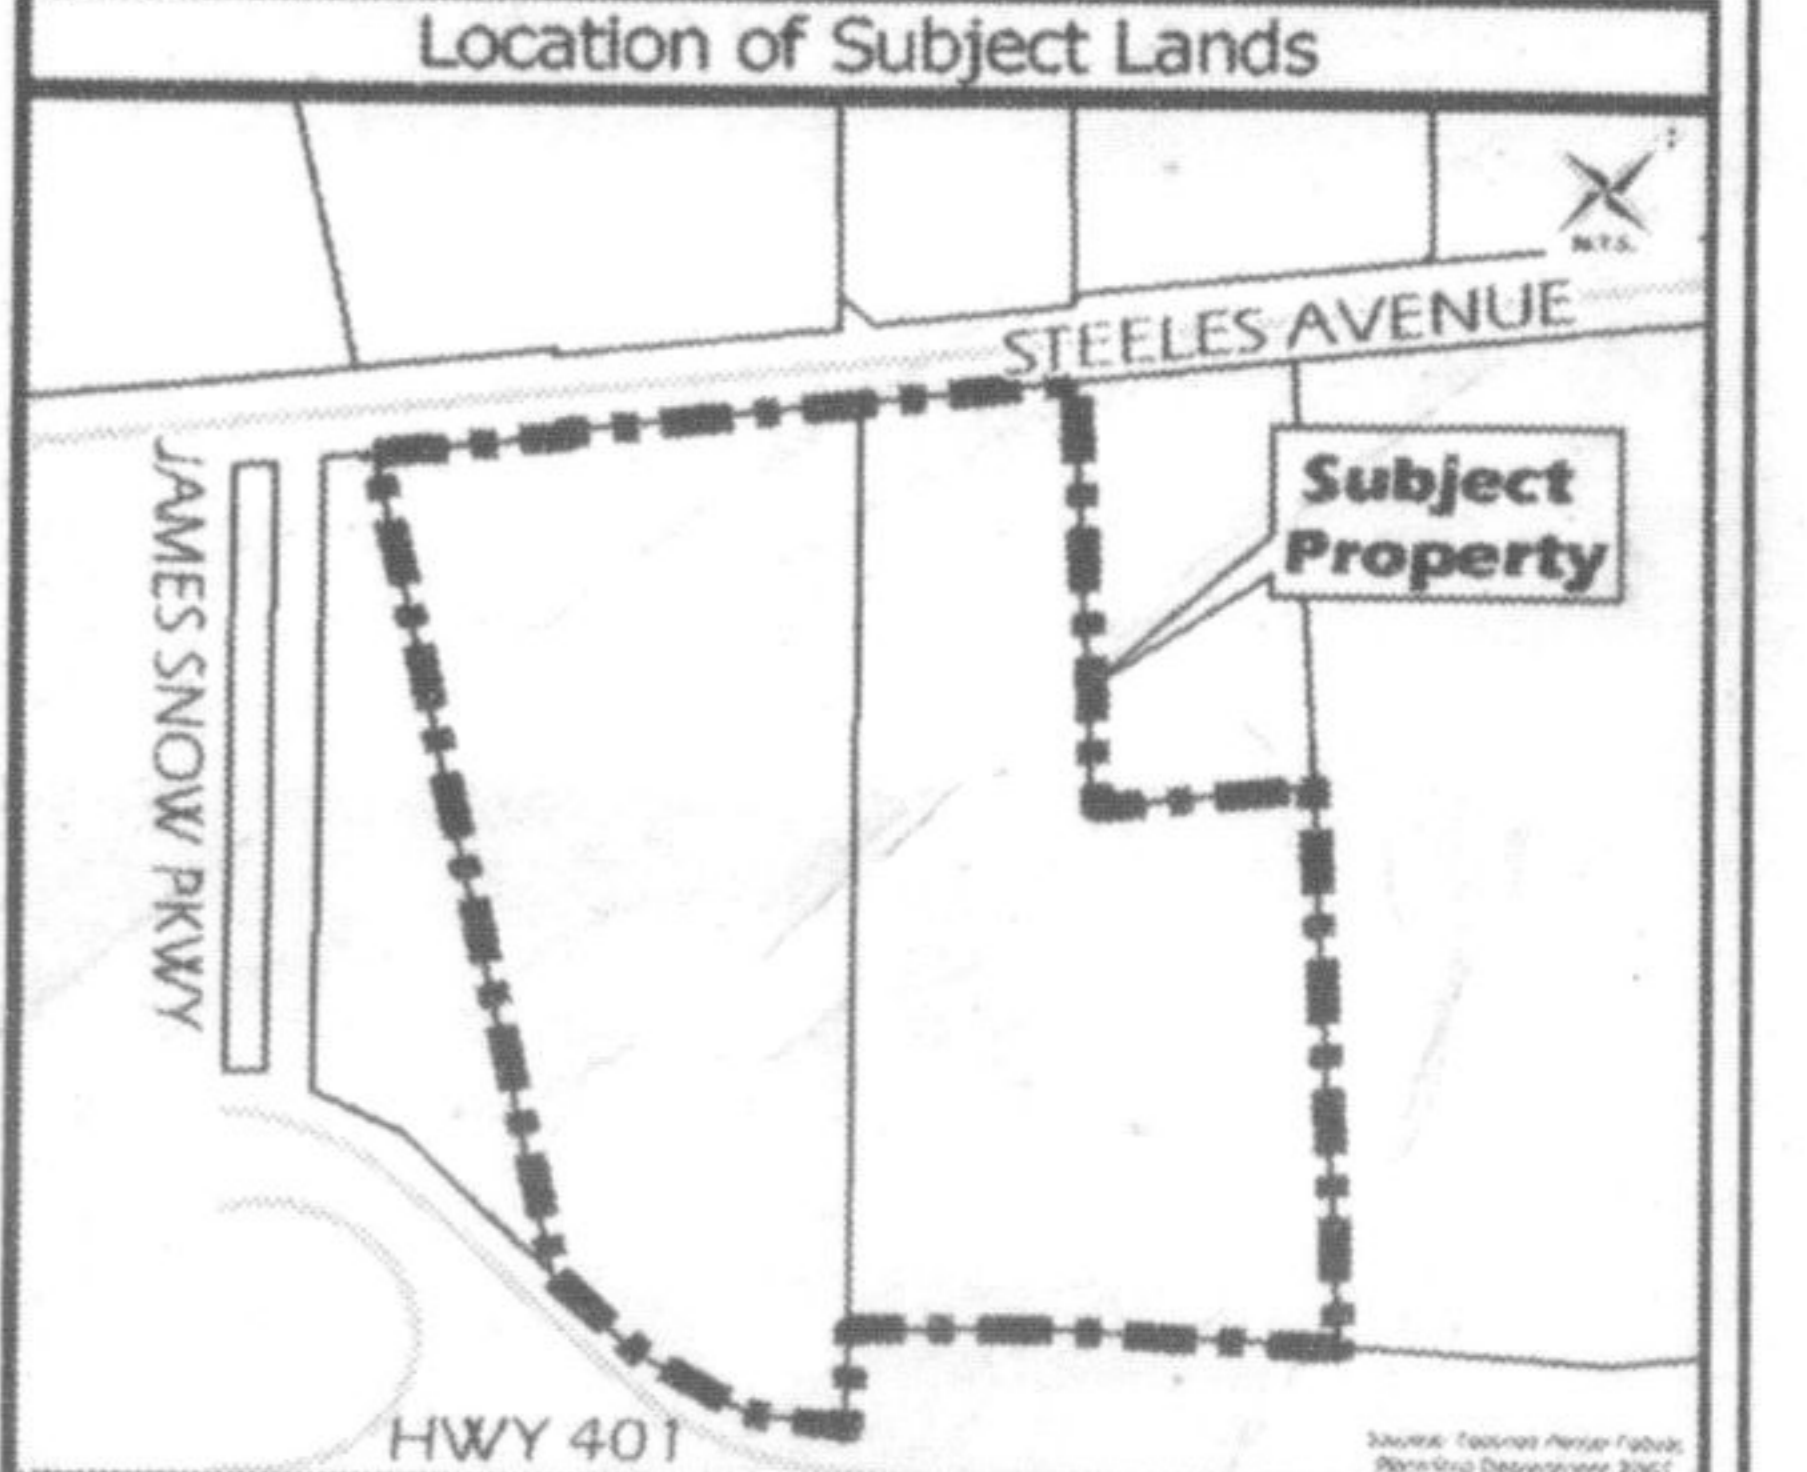 Location of Subject Lands
N.T.S.
STEELES AVENUE
Subject
Property
JAMES SNOW PKWY
HWY 401